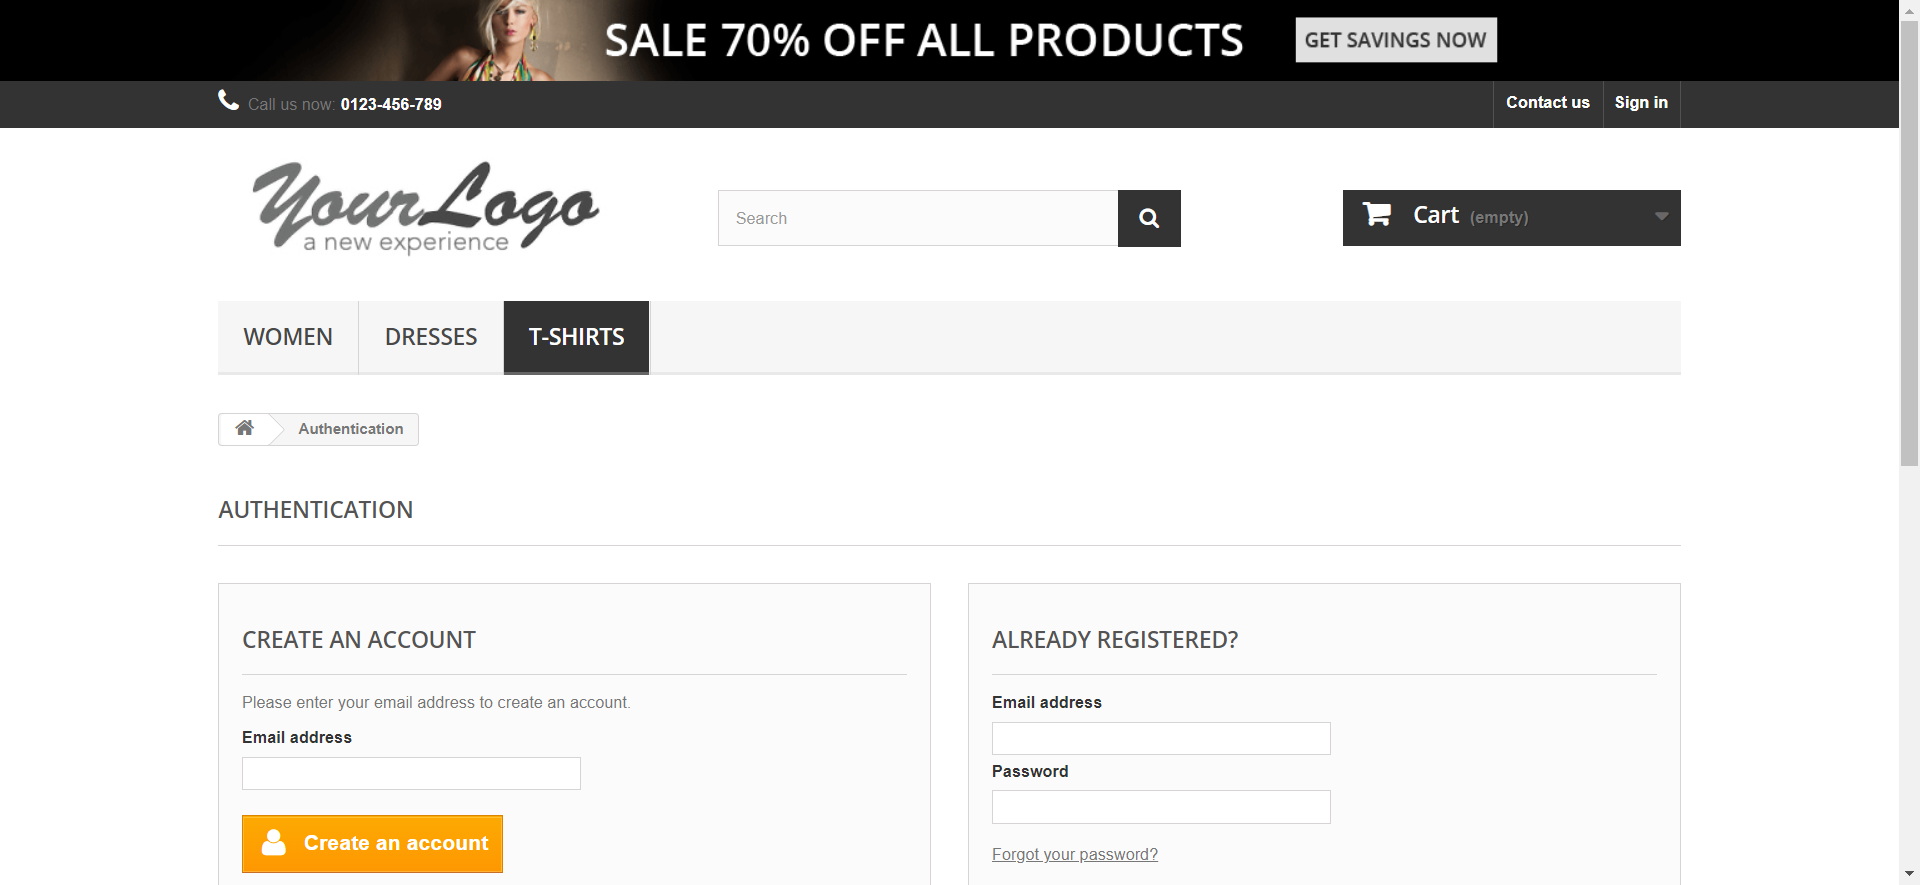 SALE 70% OFF ALL PRODUCTS GET SAVINGS NOW
Call us now: 0123-456-789 Contact us Sign in
YourLogo
a new experience
Search
Cart (empty)
WOMEN DRESSES T-SHIRTS
Authentication
AUTHENTICATION
CREATE AN ACCOUNT
Please enter your email address to create an account.
Email address
Create an account
ALREADY REGISTERED?
Email address
Password
Forgot your password?